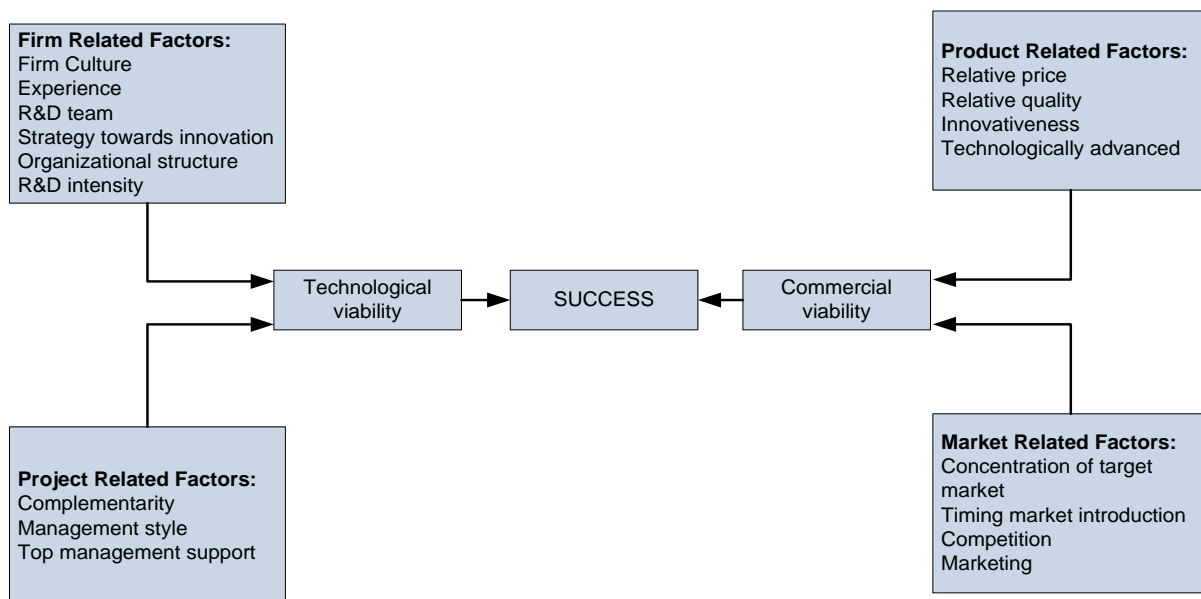 Firm Related Factors:
Firm Culture
Experience
R&D team
Strategy towards innovation
Organizational structure
R&D intensity
Product Related Factors:
Relative price
Relative quality
Innovativeness
Technologically advanced
Technological
viability
SUCCESS
Commercial
viability
Project Related Factors:
Complementarity
Management style
Top management support
Market Related Factors:
Concentration of target
market
Timing market introduction
Competition
Marketing